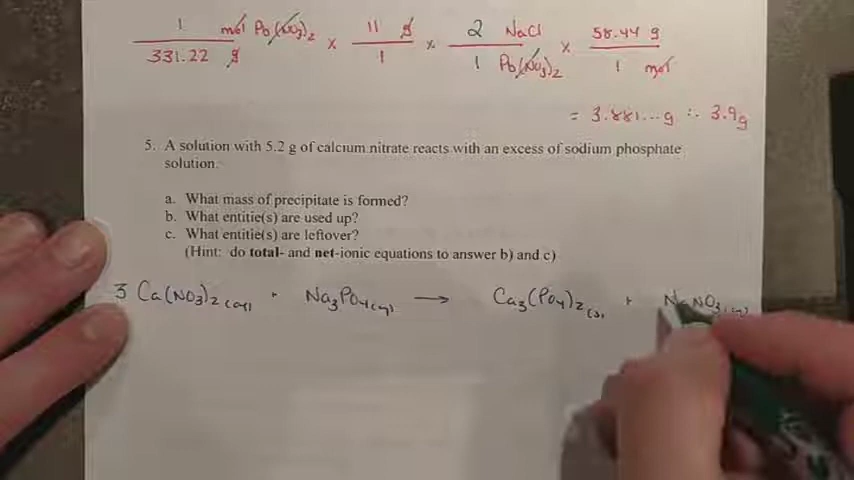 1 mol Pb(NO3)2 × 11 g × 2 NaCl × 58.44 g
331.22 g 1 1 Pb(NO3)2 1 mol
= 3.881...g ∴ 3.9g
5. A solution with 5.2 g of calcium nitrate reacts with an excess of sodium phosphate
solution.
a. What mass of precipitate is formed?
b. What entitie(s) are used up?
c. What entitie(s) are leftover?
(Hint: do total- and net-ionic equations to answer b) and c)
3 Ca(NO3)2(aq) + Na3PO4(aq) → Ca3(PO4)2(s) + NaNO3(aq)